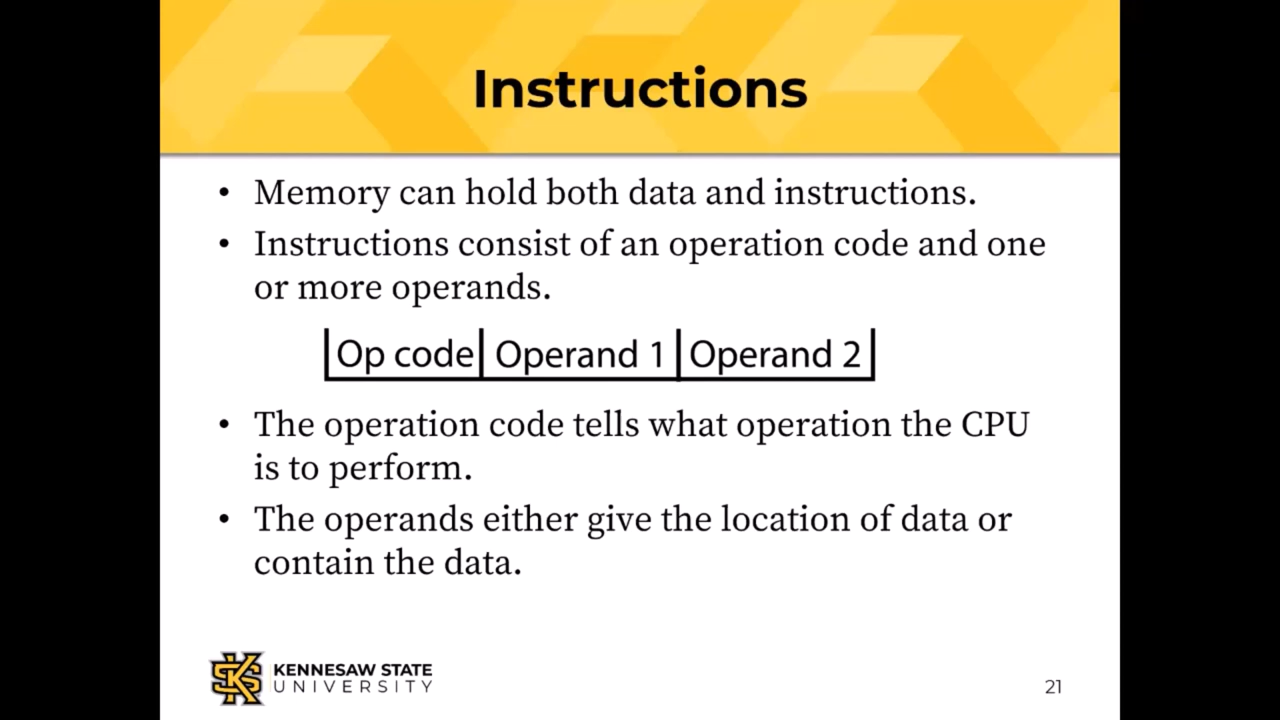 Instructions
• Memory can hold both data and instructions.
• Instructions consist of an operation code and one
or more operands.
Op code Operand 1 Operand 2
• The operation code tells what operation the CPU
is to perform.
• The operands either give the location of data or
contain the data.
KENNESAW STATE
UNIVERSITY
21